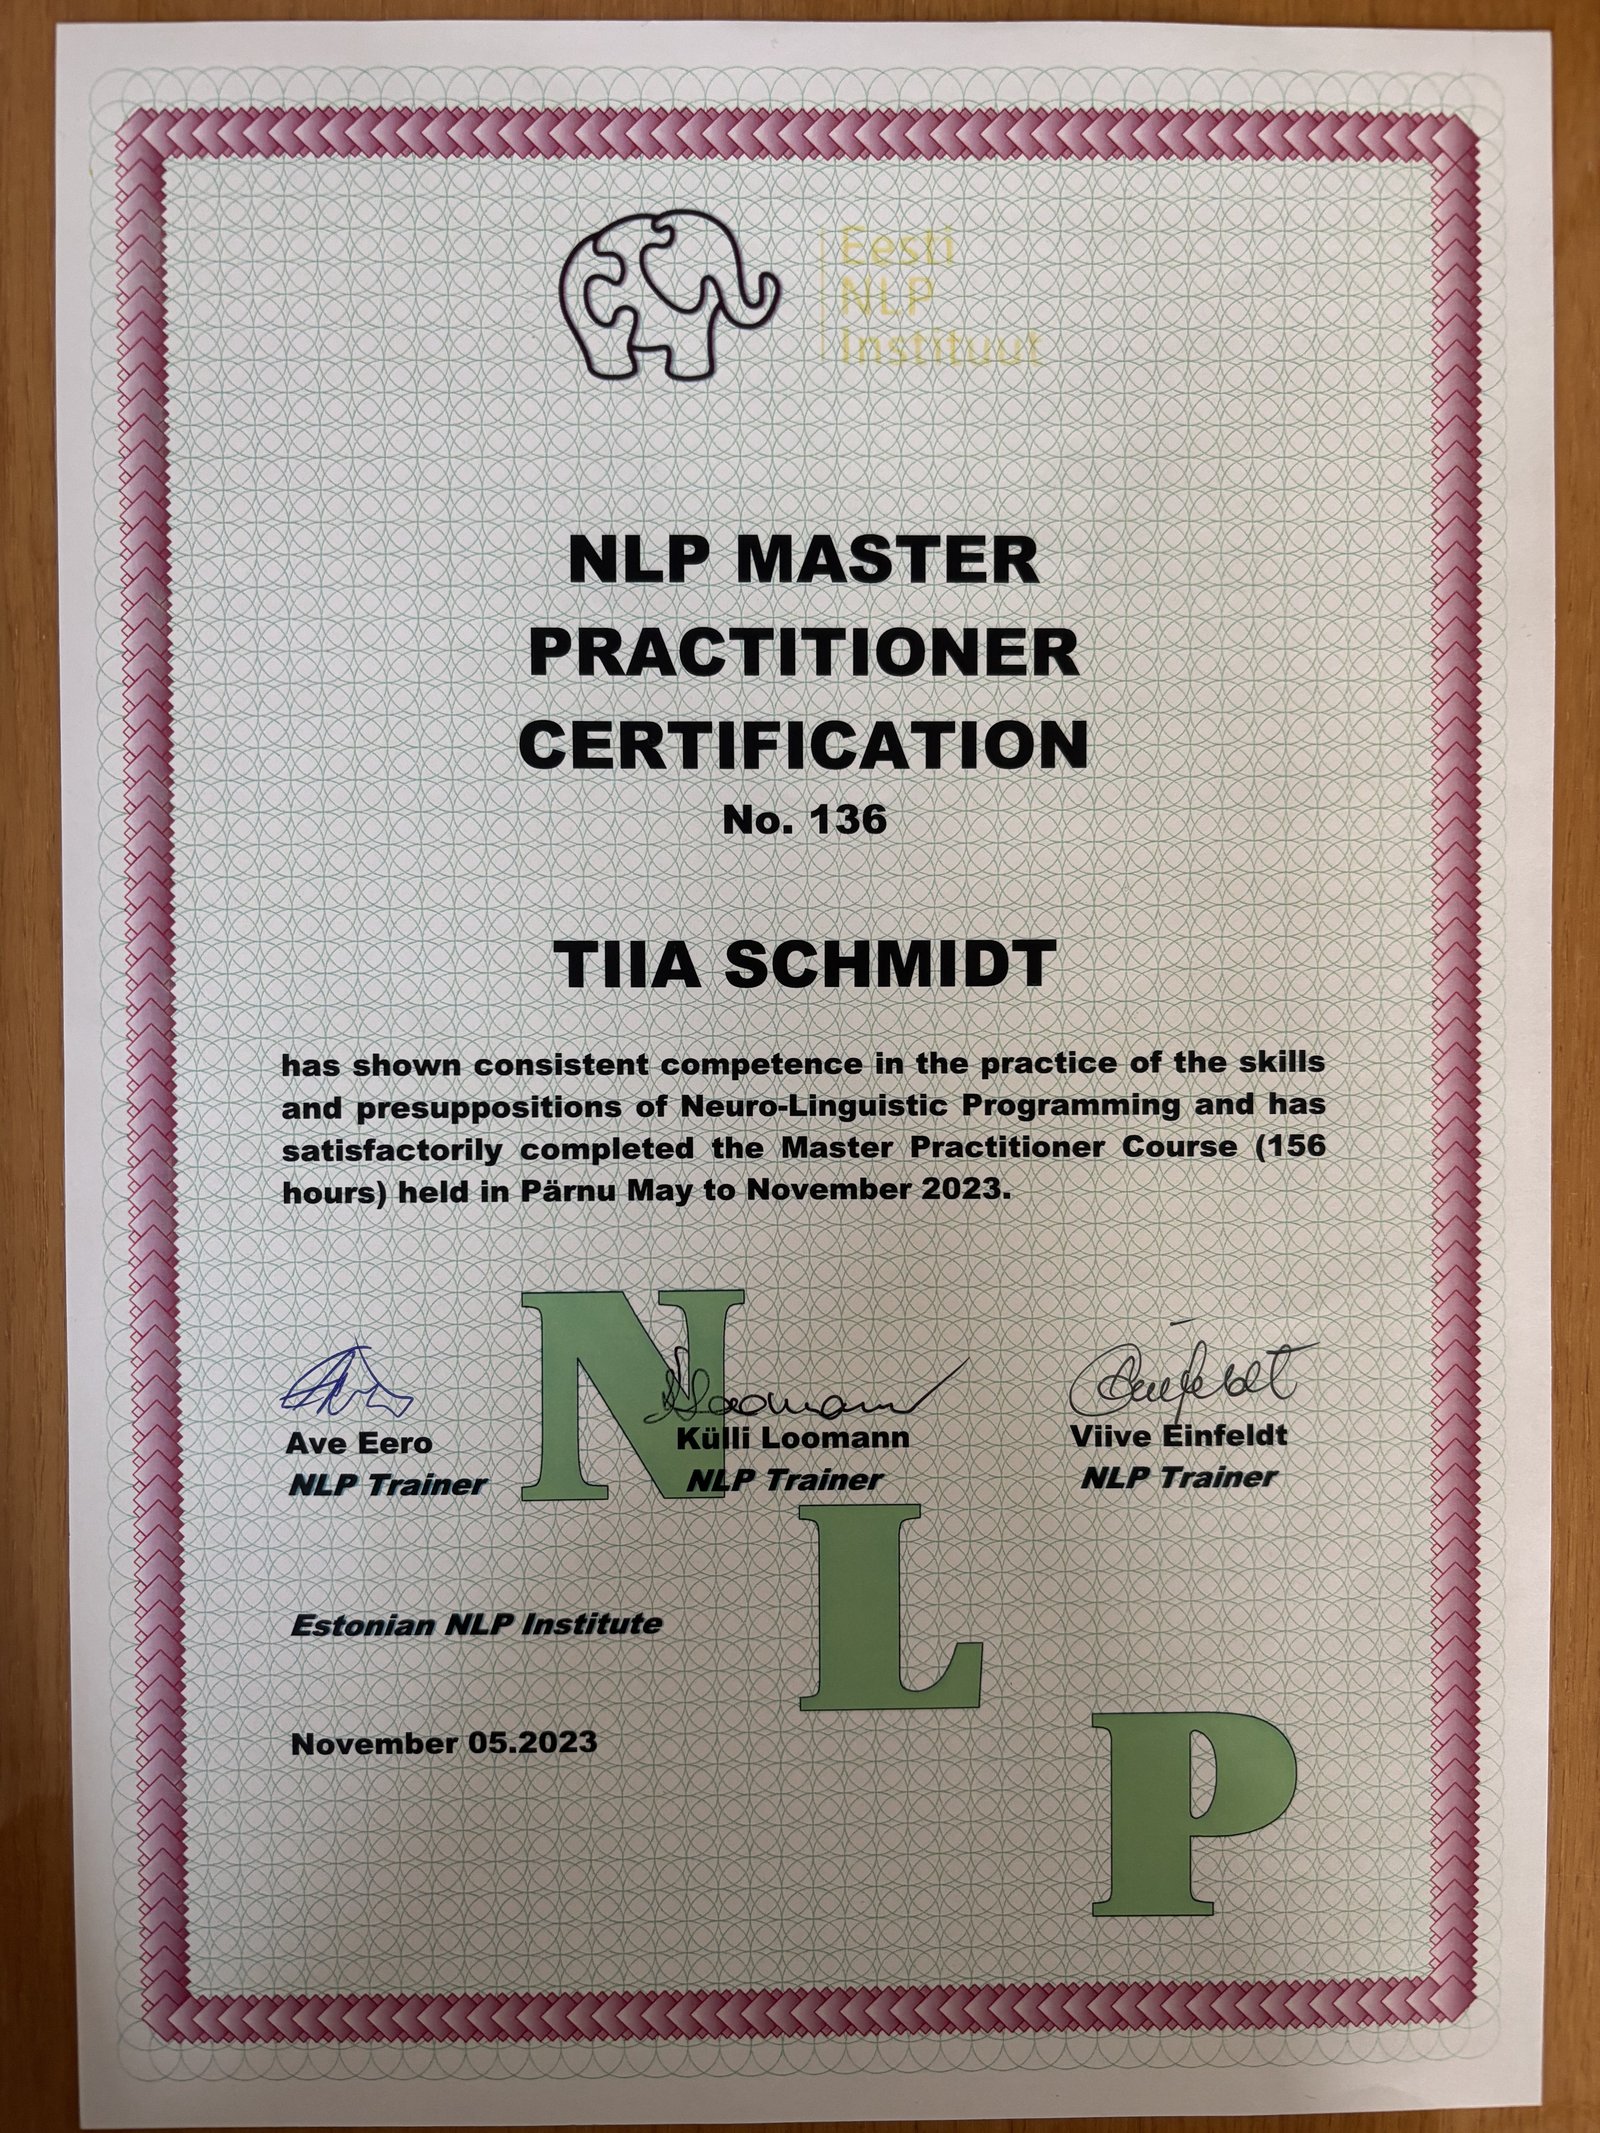 Eesti
NLP
Instituut
NLP MASTER
PRACTITIONER
CERTIFICATION
No. 136
TIIA SCHMIDT
has shown consistent competence in the practice of the skills
and presuppositions of Neuro-Linguistic Programming and has
satisfactorily completed the Master Practitioner Course (156
hours) held in Pärnu May to November 2023.
Ave Eero
NLP Trainer
Külli Loomann
NLP Trainer
Viive Einfeldt
NLP Trainer
N
L
P
Estonian NLP Institute
November 05.2023